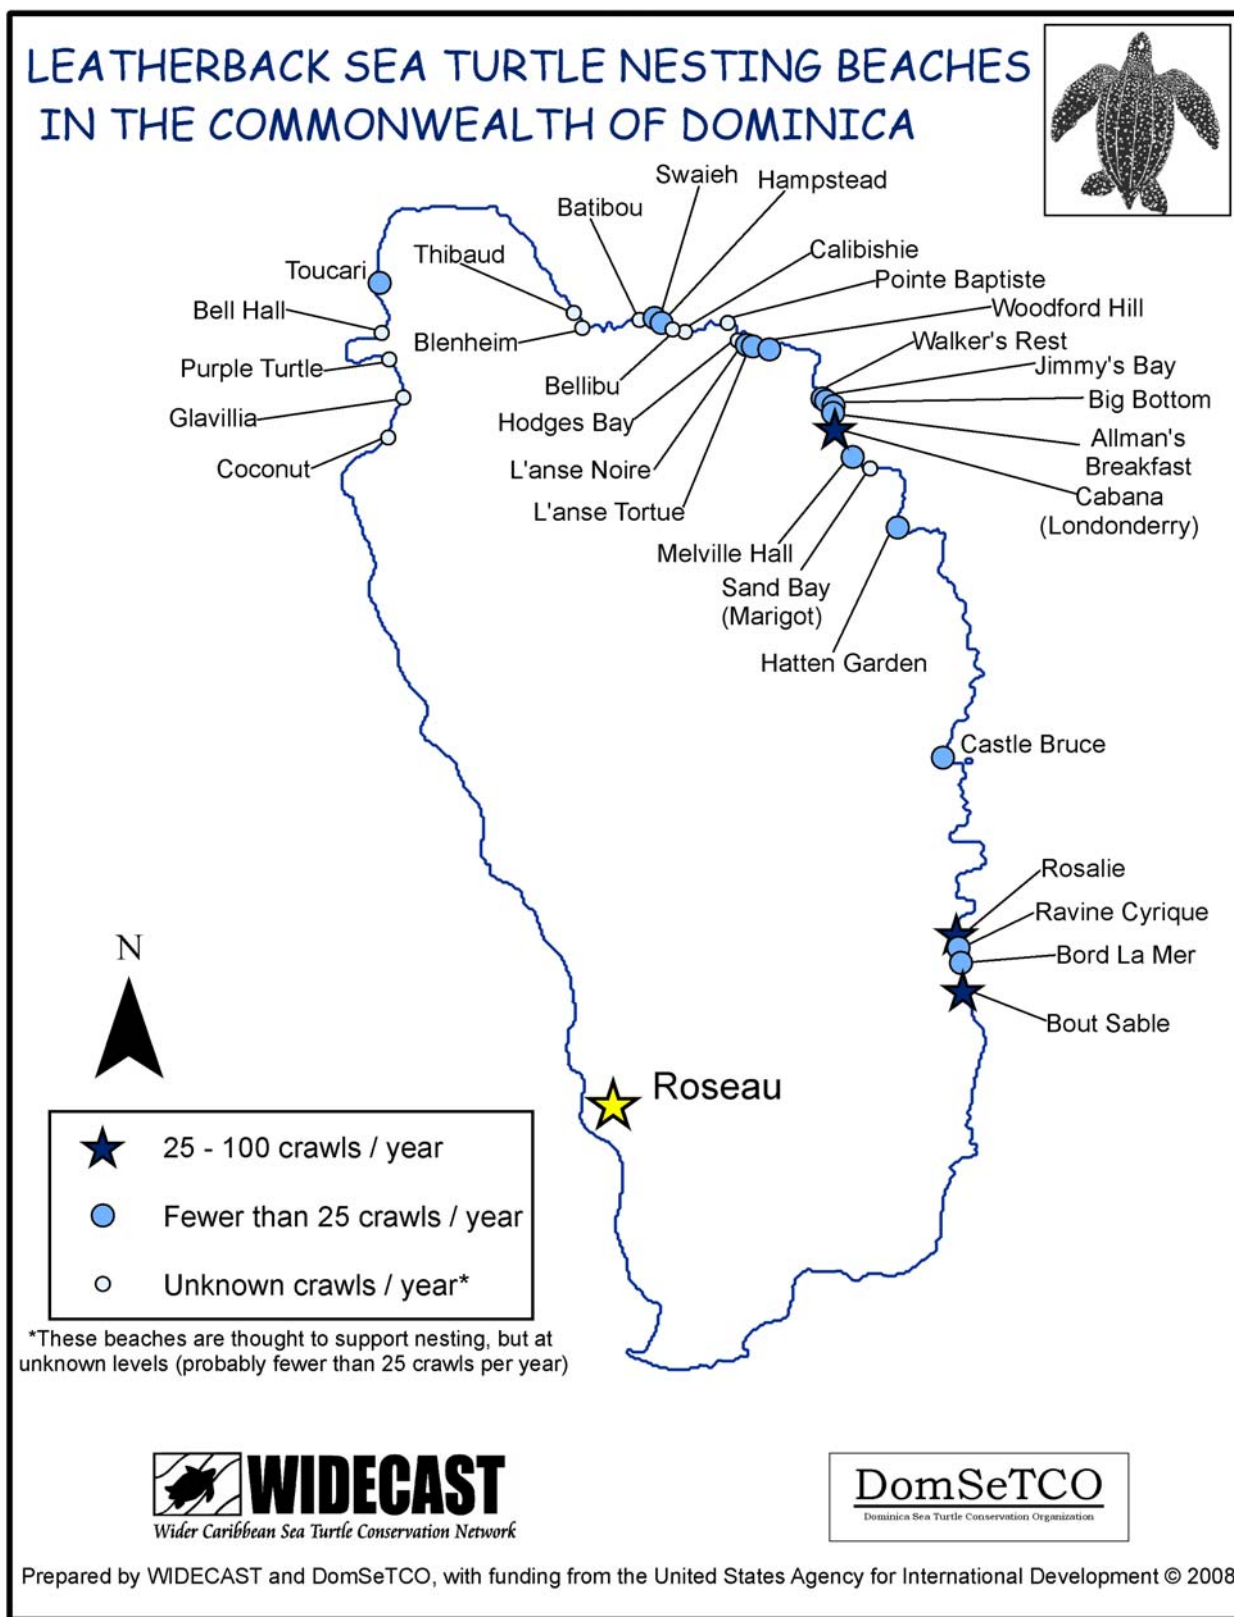 LEATHERBACK SEA TURTLE NESTING BEACHES
IN THE COMMONWEALTH OF DOMINICA
Swaieh
Hampstead
Batibou
Thibaud
Calibishie
Toucari
Pointe Baptiste
Bell Hall
Woodford Hill
Blenheim
Walker's Rest
Purple Turtle
Jimmy's Bay
Bellibu
Big Bottom
Glavillia
Hodges Bay
Allman's
Breakfast
Coconut
L'anse Noire
Cabana
(Londonderry)
L'anse Tortue
Melville Hall
Sand Bay
(Marigot)
Hatten Garden
Castle Bruce
Rosalie
Ravine Cyrique
N
Bord La Mer
Bout Sable
Roseau
25 - 100 crawls / year
Fewer than 25 crawls / year
Unknown crawls / year*
*These beaches are thought to support nesting, but at
unknown levels (probably fewer than 25 crawls per year)
WIDECAST
Wider Caribbean Sea Turtle Conservation Network
DomSeTCO
Dominica Sea Turtle Conservation Organization
Prepared by WIDECAST and DomSeTCO, with funding from the United States Agency for International Development © 2008